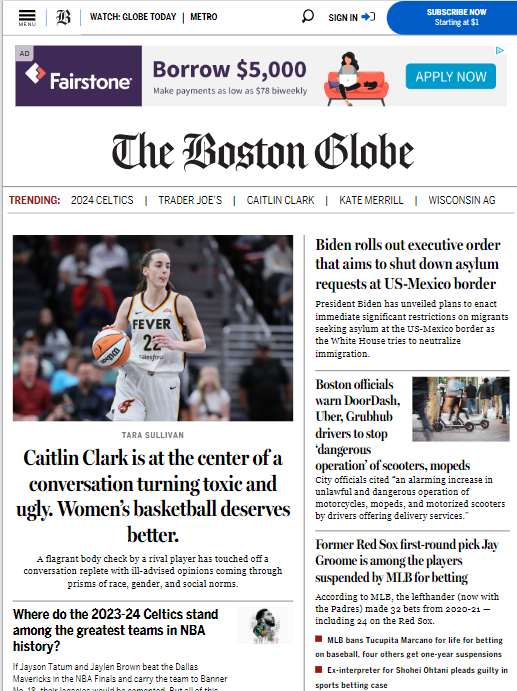 MENU
B
WATCH: GLOBE TODAY | METRO
SIGN IN
SUBSCRIBE NOW
Starting at $1
AD
Fairstone®
Borrow $5,000
Make payments as low as $78 biweekly
APPLY NOW
The Boston Globe
TRENDING: 2024 CELTICS | TRADER JOE'S | CAITLIN CLARK | KATE MERRILL | WISCONSIN AG
FEVER
22
salesforce
Wilson
TARA SULLIVAN
Caitlin Clark is at the center of a
conversation turning toxic and
ugly. Women's basketball deserves
better.
A flagrant body check by a rival player has touched off a
conversation replete with ill-advised opinions coming through
prisms of race, gender, and social norms.
Where do the 2023-24 Celtics stand
among the greatest teams in NBA
history?
If Jayson Tatum and Jaylen Brown beat the Dallas
Mavericks in the NBA Finals and carry the team to Banner
No. 18, their legacies would be cemented. But all of this
Biden rolls out executive order
that aims to shut down asylum
requests at US-Mexico border
President Biden has unveiled plans to enact
immediate significant restrictions on migrants
seeking asylum at the US-Mexico border as
the White House tries to neutralize
immigration.
Boston officials
warn DoorDash,
Uber, Grubhub
drivers to stop
‘dangerous
operation’ of scooters, mopeds
City officials cited “an alarming increase in
unlawful and dangerous operation of
motorcycles, mopeds, and motorized scooters
by drivers offering delivery services.”
Former Red Sox first-round pick Jay
Groome is among the players
suspended by MLB for betting
According to MLB, the lefthander (now with
the Padres) made 32 bets from 2020-21 —
including 24 on the Red Sox.
MLB bans Tucupita Marcano for life for betting
on baseball, four others get one-year suspensions
Ex-interpreter for Shohei Ohtani pleads guilty in
sports betting case